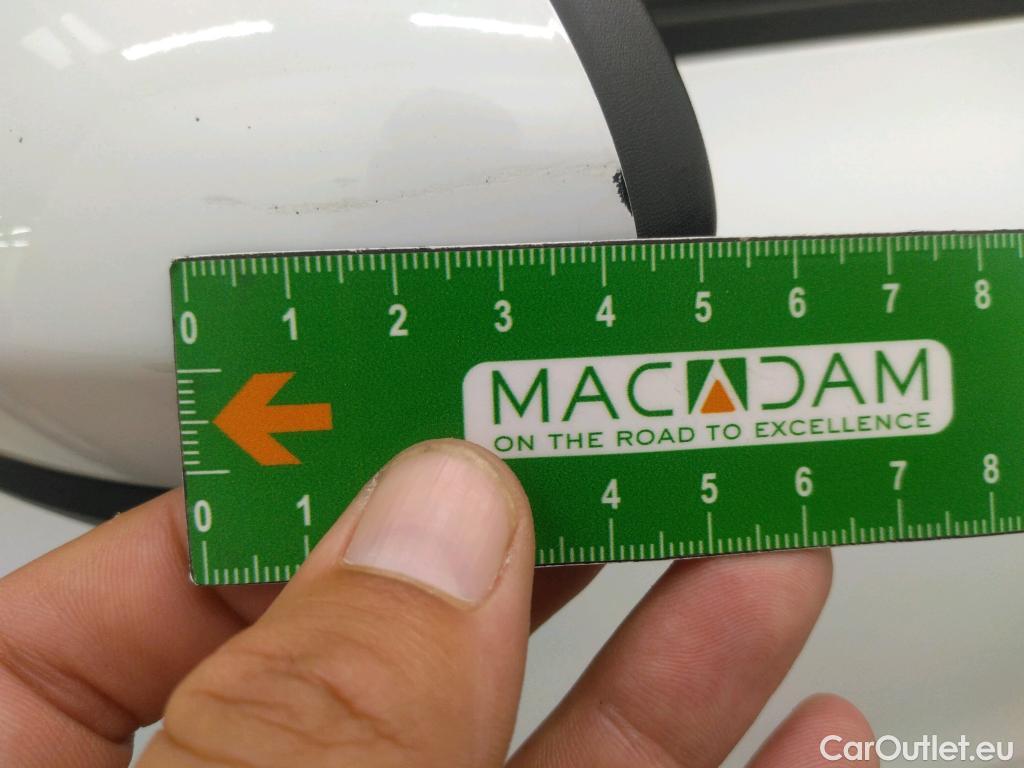 0 1 2 3 4 5 6 7 8
MACADAM
ON THE ROAD TO EXCELLENCE
0 1 4 5 6 7 8
CarOutlet.eu